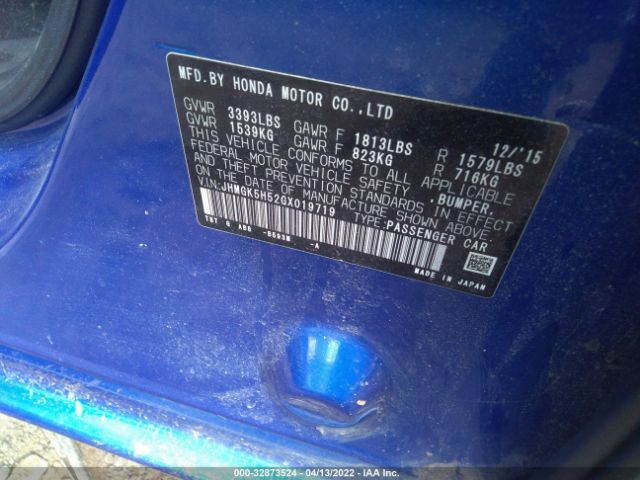 MFD.BY HONDA MOTOR CO.,LTD
12/'15
GVWR 3393LBS GAWR F 1813LBS R 1579LBS
GVWR 1539KG GAWR F 823KG R 716KG
THIS VEHICLE CONFORMS TO ALL APPLICABLE
FEDERAL MOTOR VEHICLE SAFETY ,BUMPER,
AND THEFT PREVENTION STANDARDS IN EFFECT
ON THE DATE OF MANUFACTURE SHOWN ABOVE.
VIN:JHMGK5H52GX019719 TYPE:PASSENGER CAR
-A
MADE IN JAPAN
000-32873524 - 04/13/2022 - IAA Inc.